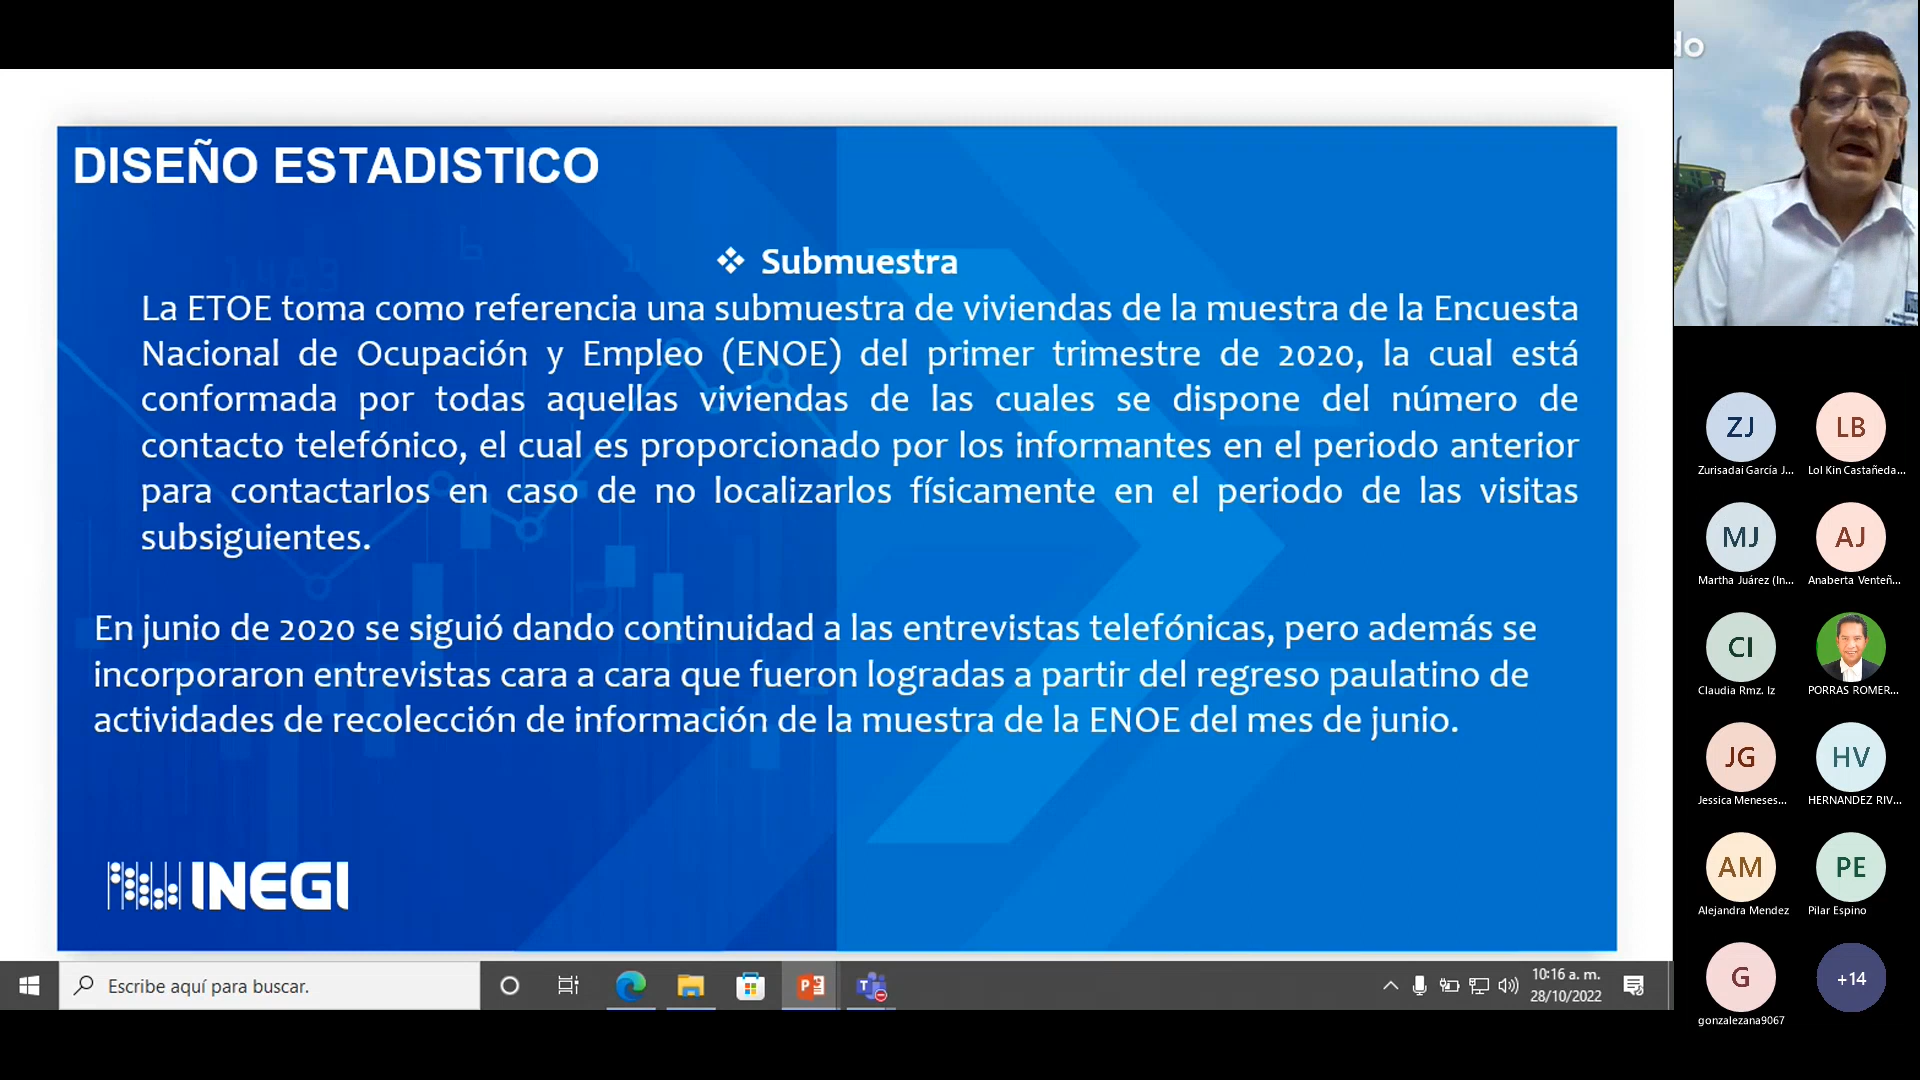 DISEÑO ESTADISTICO
❖ Submuestra
La ETOE toma como referencia una submuestra de viviendas de la muestra de la Encuesta
Nacional de Ocupación y Empleo (ENOE) del primer trimestre de 2020, la cual está
conformada por todas aquellas viviendas de las cuales se dispone del número de
contacto telefónico, el cual es proporcionado por los informantes en el periodo anterior
para contactarlos en caso de no localizarlos físicamente en el periodo de las visitas
subsiguientes.
En junio de 2020 se siguió dando continuidad a las entrevistas telefónicas, pero además se
incorporaron entrevistas cara a cara que fueron logradas a partir del regreso paulatino de
actividades de recolección de información de la muestra de la ENOE del mes de junio.
INEGI
Escribe aquí para buscar.
10:16 a. m.
28/10/2022
do
ZJ
Zurisadai García J...
LB
Lol Kin Castañeda...
MJ
Martha Juárez (In...
AJ
Anaberta Venteñ...
CI
Claudia Rmz. Iz
PORRAS ROMER...
JG
Jessica Meneses...
HV
HERNANDEZ RIV...
AM
Alejandra Mendez
PE
Pilar Espino
G
gonzalezana9067
+14